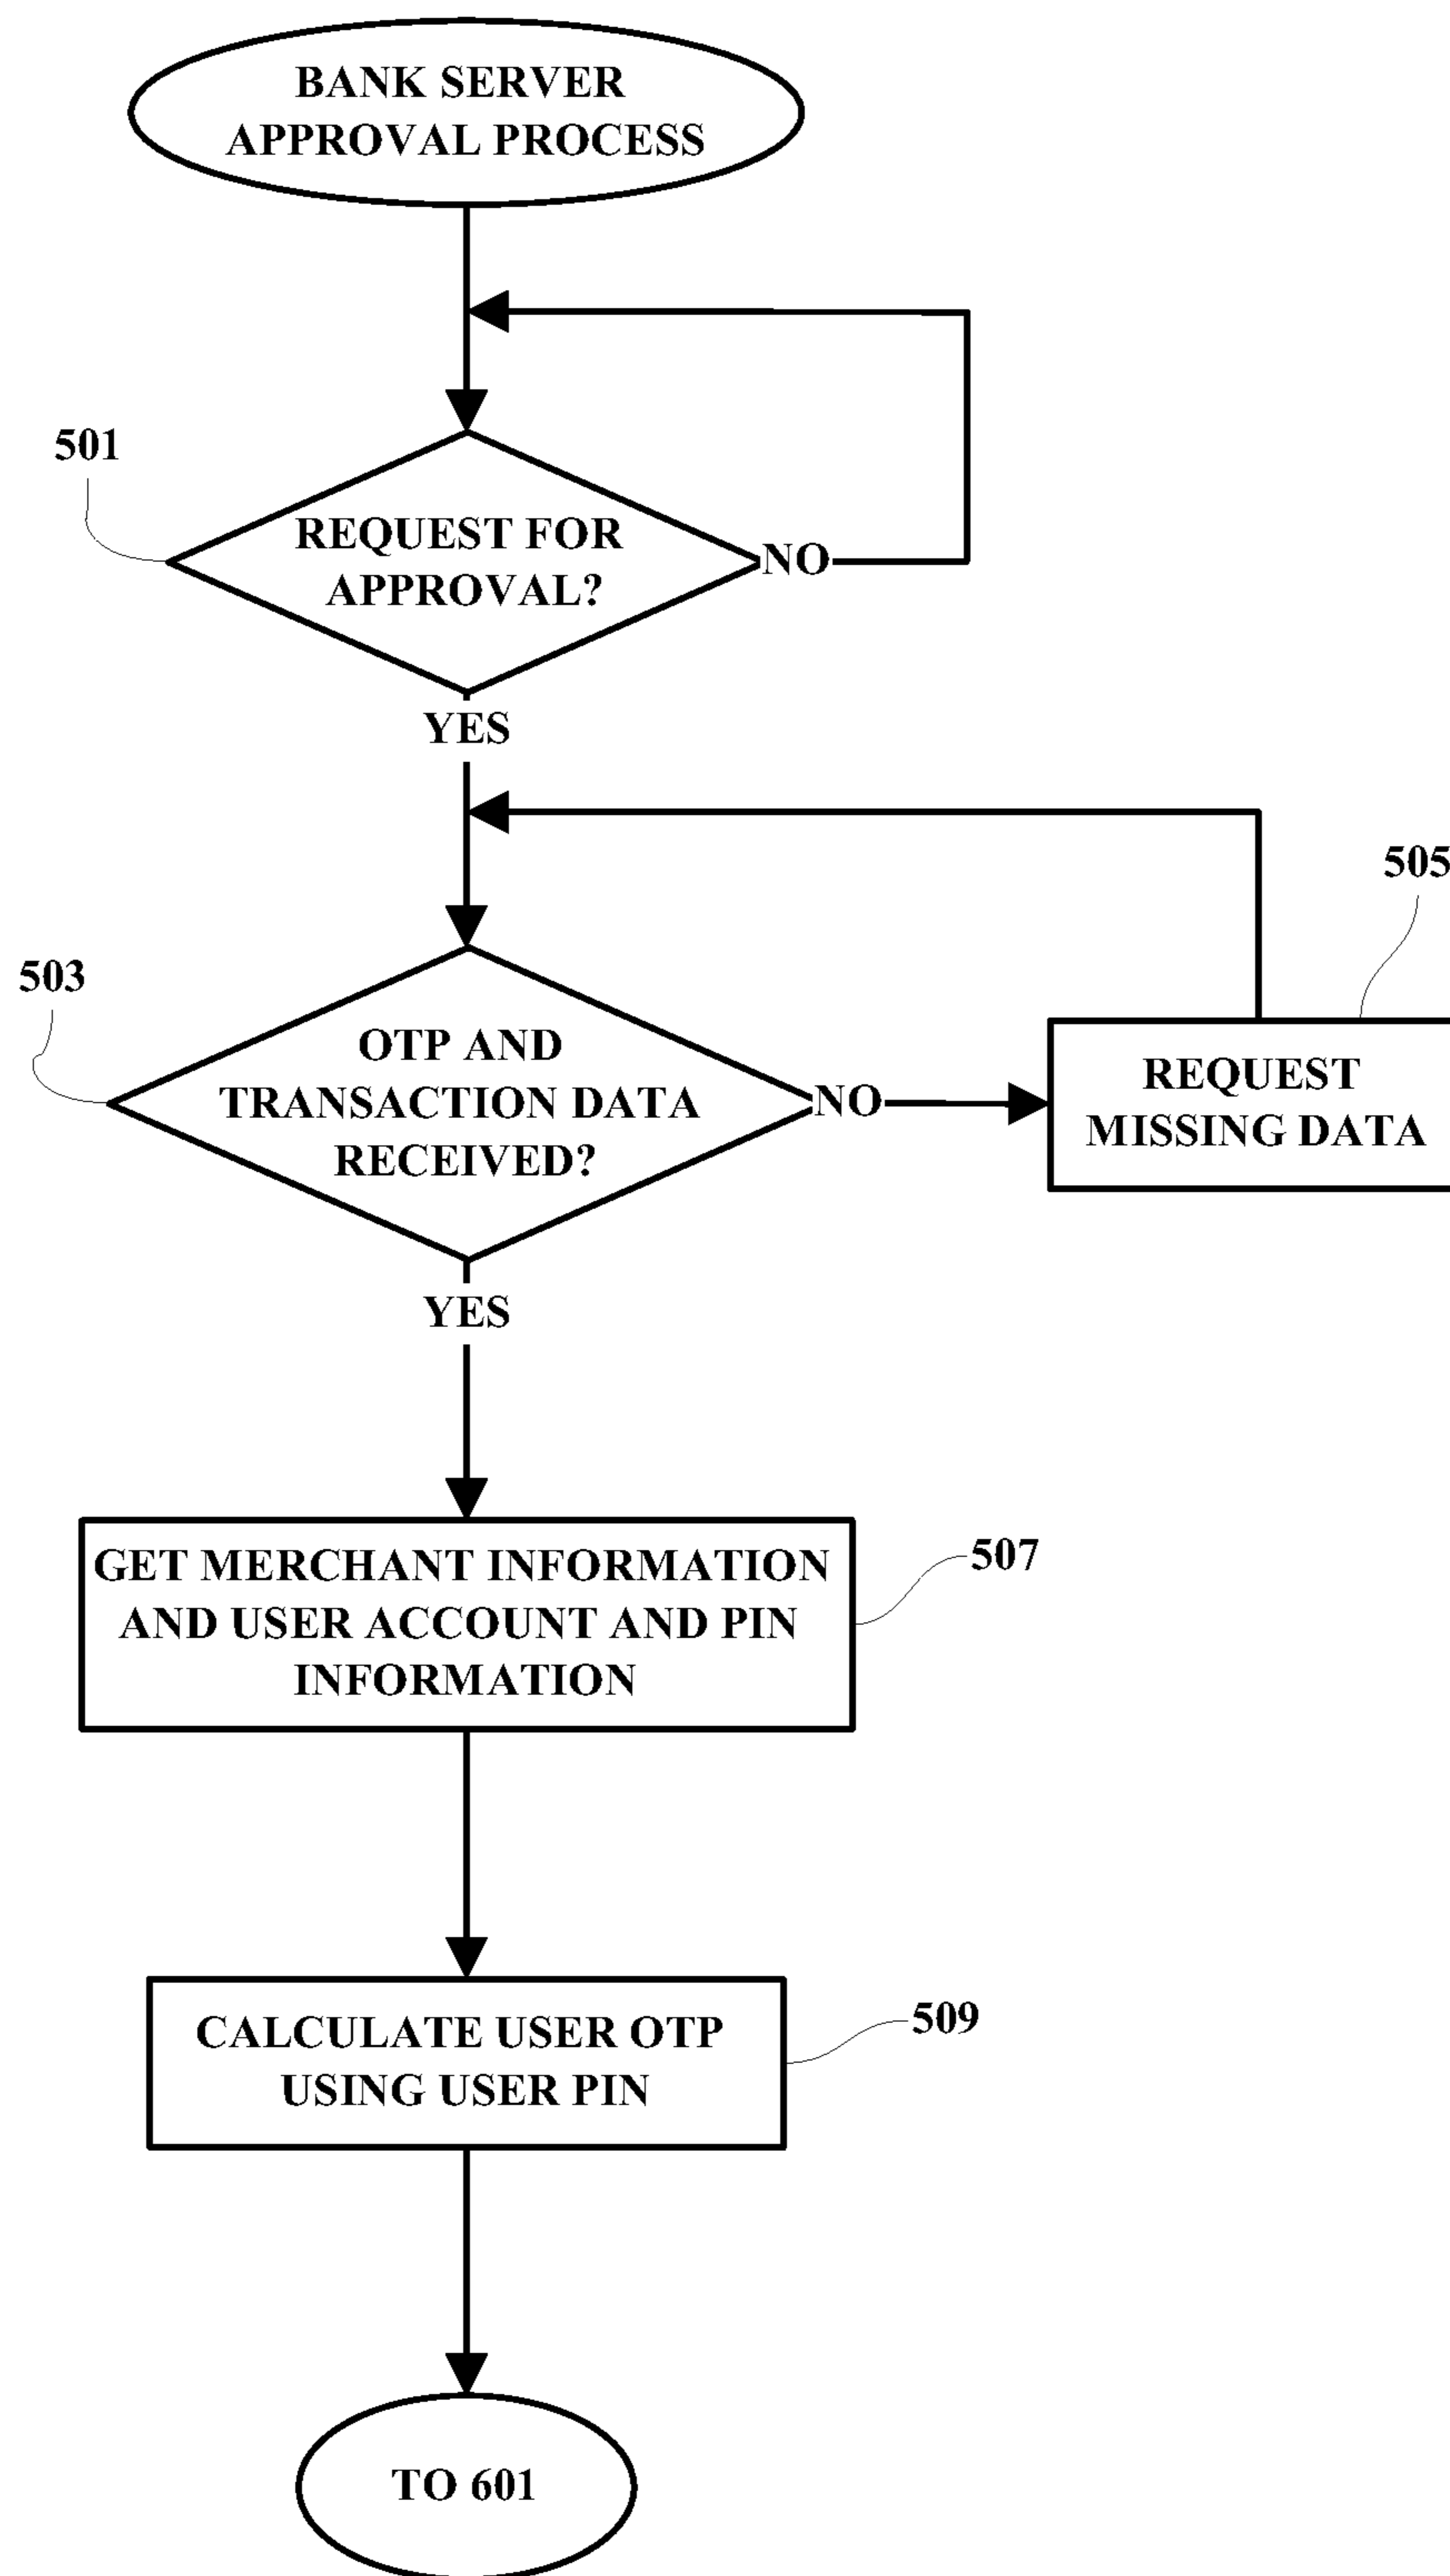 BANK SERVER
APPROVAL PROCESS
501
REQUEST FOR
APPROVAL?
NO
YES
505
503
OTP AND
TRANSACTION DATA
RECEIVED?
NO
REQUEST
MISSING DATA
YES
GET MERCHANT INFORMATION
AND USER ACCOUNT AND PIN
INFORMATION
507
CALCULATE USER OTP
USING USER PIN
509
TO 601